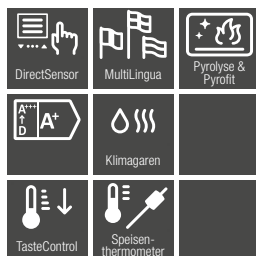 DirectSensor
MultiLingua
Pyrolyse &
Pyrofit
A+++
D
A+
Klimagaren
TasteControl
Speisen-
thermometer